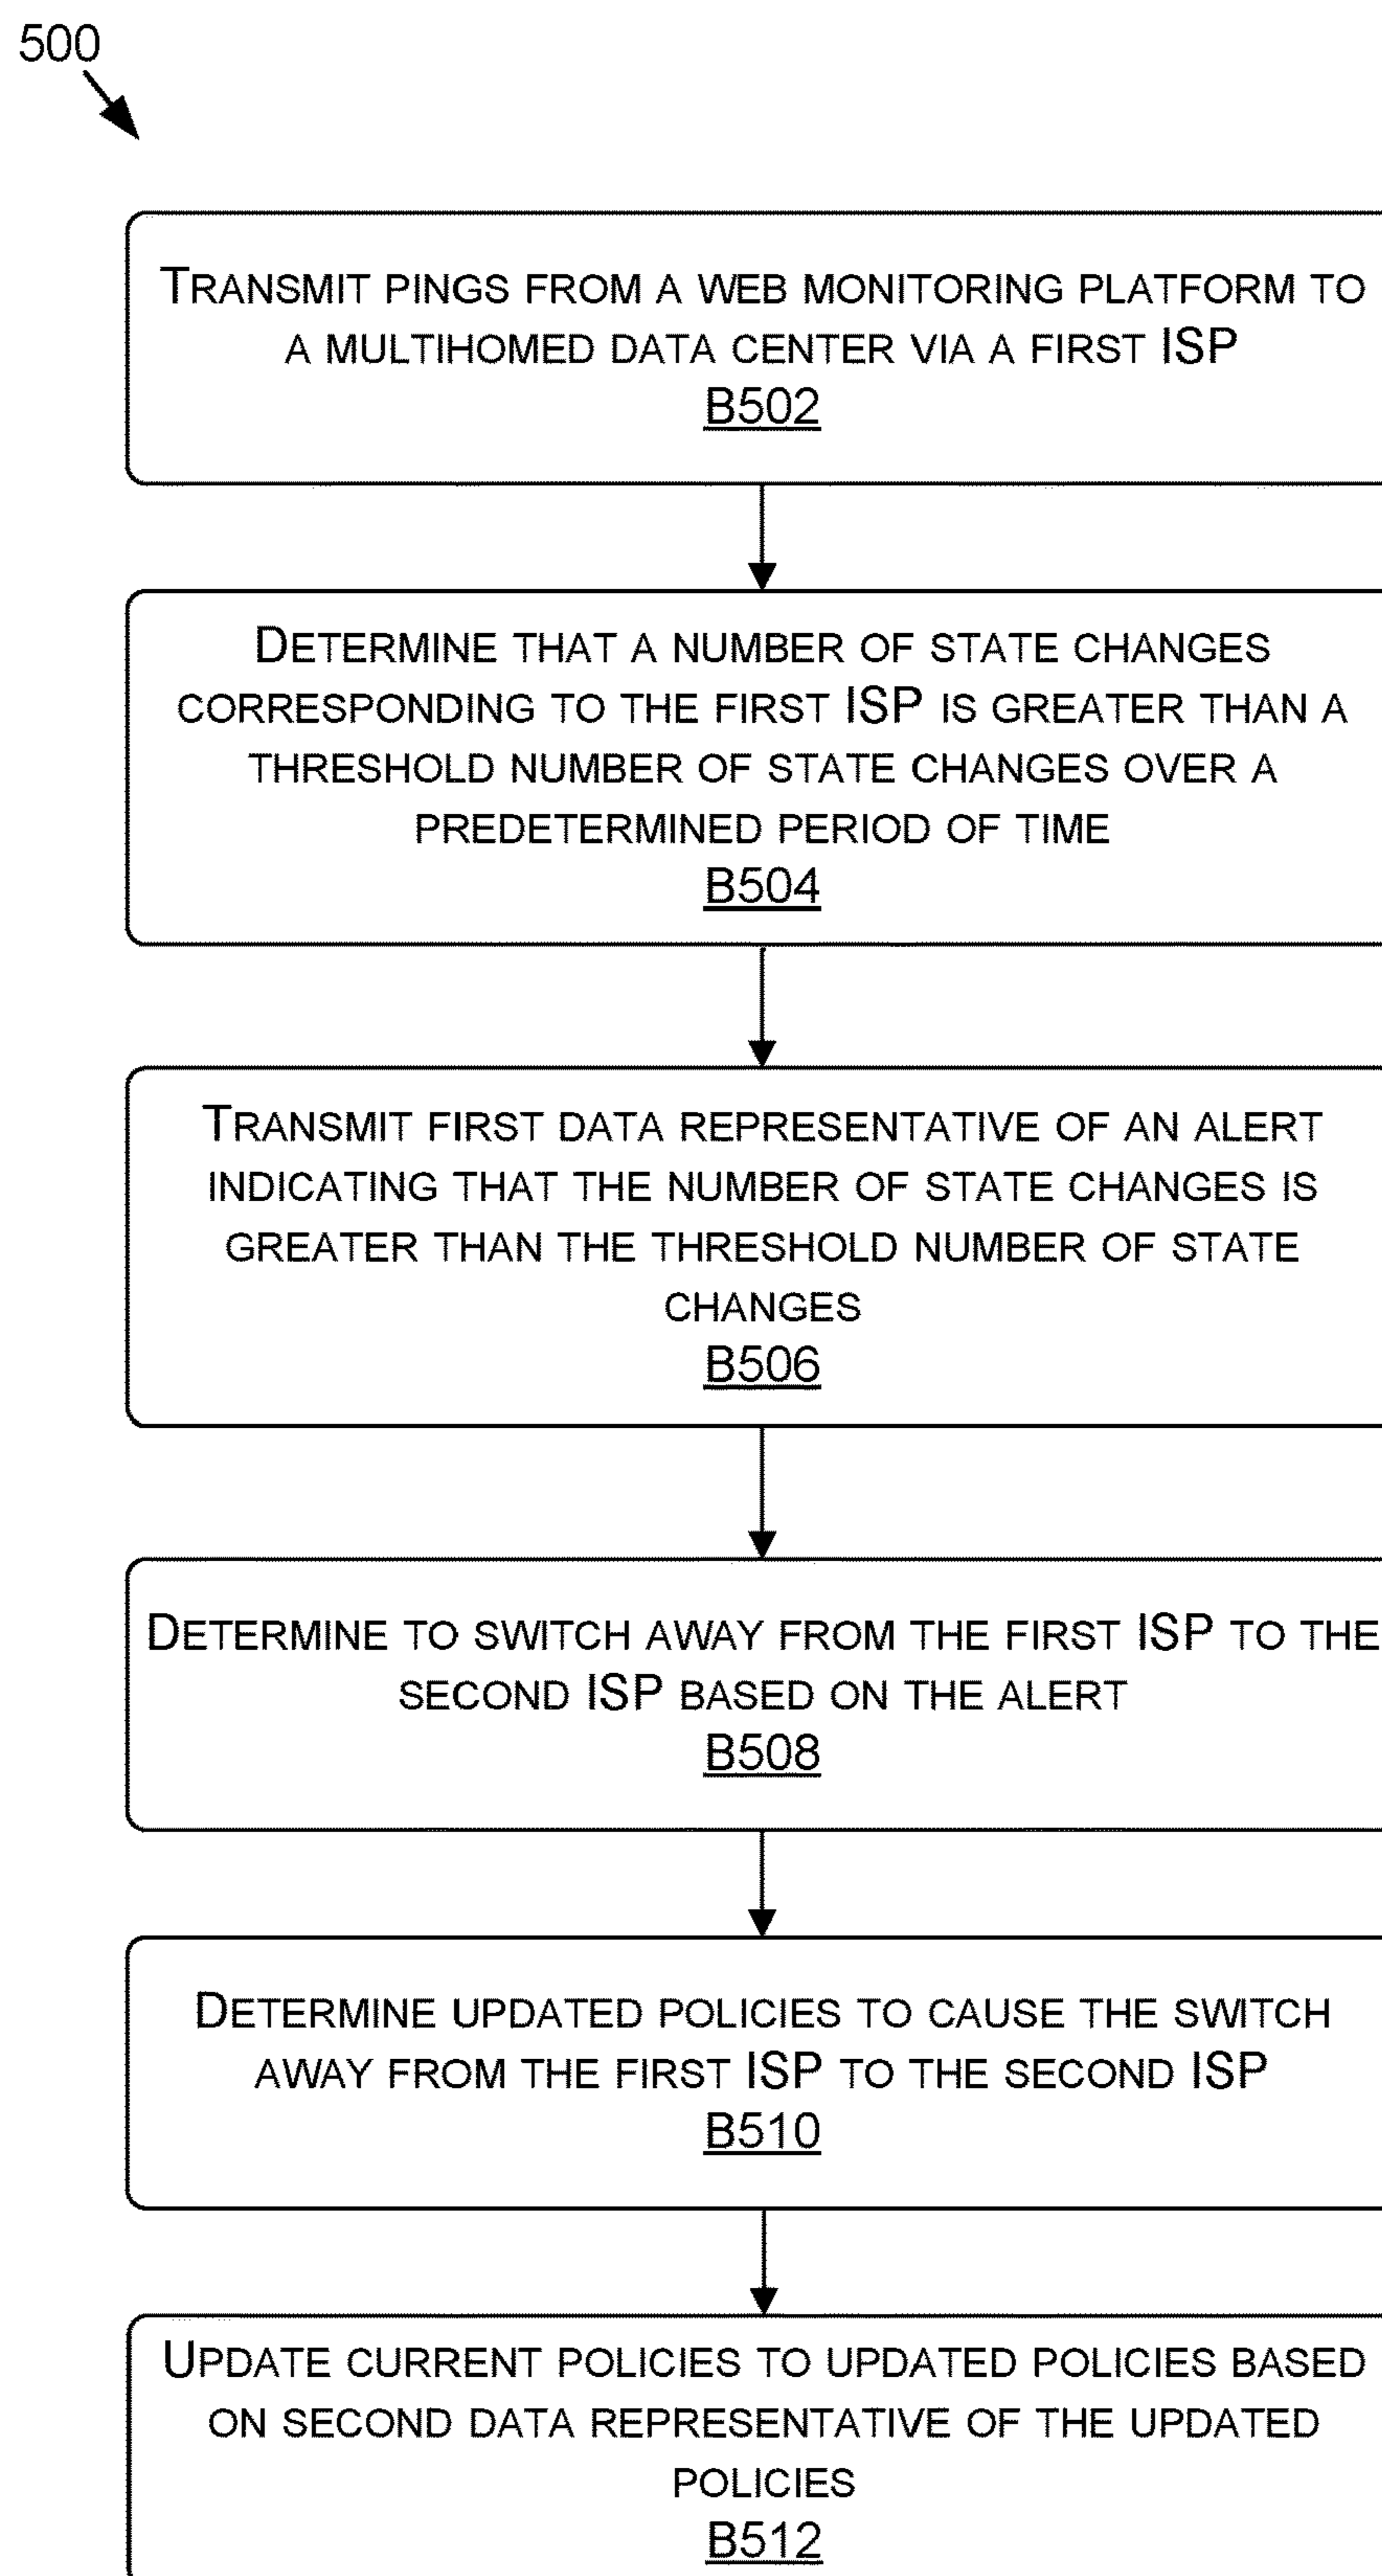 500
TRANSMIT PINGS FROM A WEB MONITORING PLATFORM TO
A MULTIHOMED DATA CENTER VIA A FIRST ISP
B502
DETERMINE THAT A NUMBER OF STATE CHANGES
CORRESPONDING TO THE FIRST ISP IS GREATER THAN A
THRESHOLD NUMBER OF STATE CHANGES OVER A
PREDETERMINED PERIOD OF TIME
B504
TRANSMIT FIRST DATA REPRESENTATIVE OF AN ALERT
INDICATING THAT THE NUMBER OF STATE CHANGES IS
GREATER THAN THE THRESHOLD NUMBER OF STATE
CHANGES
B506
DETERMINE TO SWITCH AWAY FROM THE FIRST ISP TO THE
SECOND ISP BASED ON THE ALERT
B508
DETERMINE UPDATED POLICIES TO CAUSE THE SWITCH
AWAY FROM THE FIRST ISP TO THE SECOND ISP
B510
UPDATE CURRENT POLICIES TO UPDATED POLICIES BASED
ON SECOND DATA REPRESENTATIVE OF THE UPDATED
POLICIES
B512